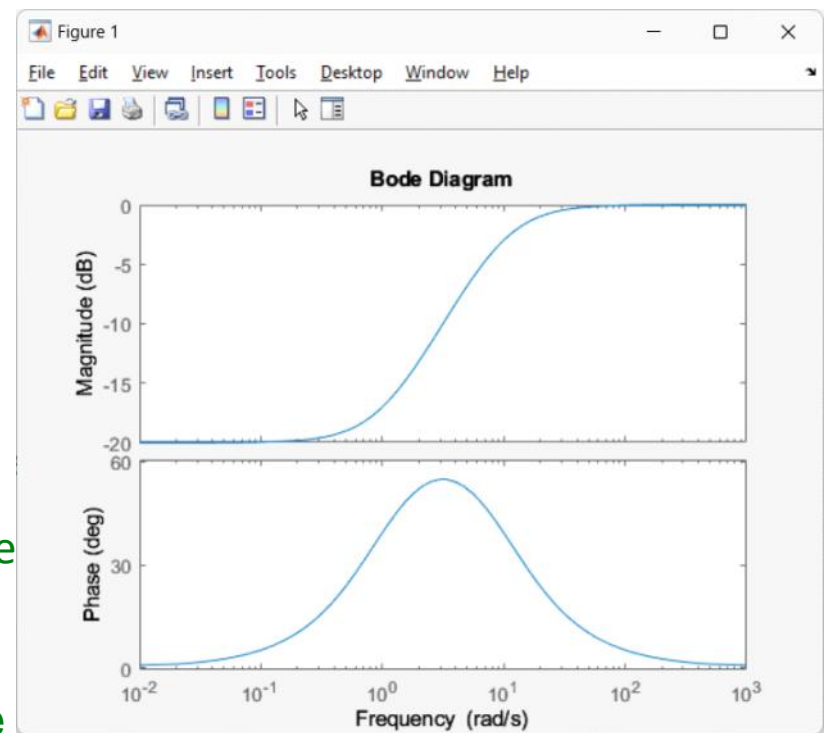 Figure 1
File Edit View Insert Tools Desktop Window Help
Bode Diagram
Magnitude (dB)
0
-5
-10
-15
-20
Phase (deg)
60
30
0
10-2 10-1 100 101 102 103
Frequency (rad/s)
e
e